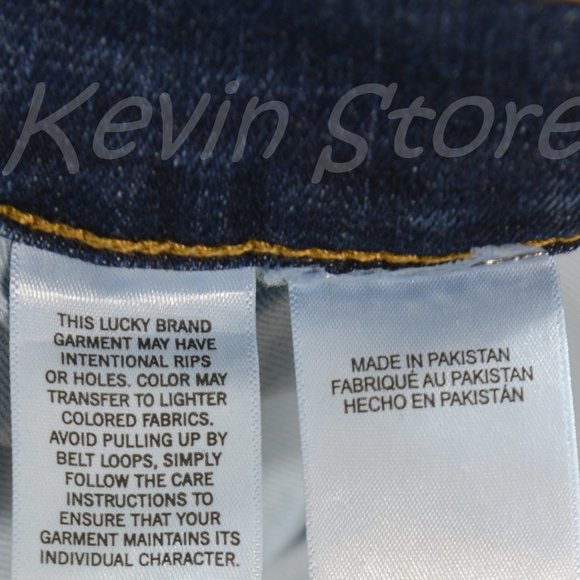 Kevin Store
THIS LUCKY BRAND
GARMENT MAY HAVE
INTENTIONAL RIPS
OR HOLES. COLOR MAY
TRANSFER TO LIGHTER
COLORED FABRICS.
AVOID PULLING UP BY
BELT LOOPS, SIMPLY
FOLLOW THE CARE
INSTRUCTIONS TO
ENSURE THAT YOUR
GARMENT MAINTAINS ITS
INDIVIDUAL CHARACTER.
MADE IN PAKISTAN
FABRIQUÉ AU PAKISTAN
HECHO EN PAKISTÁN